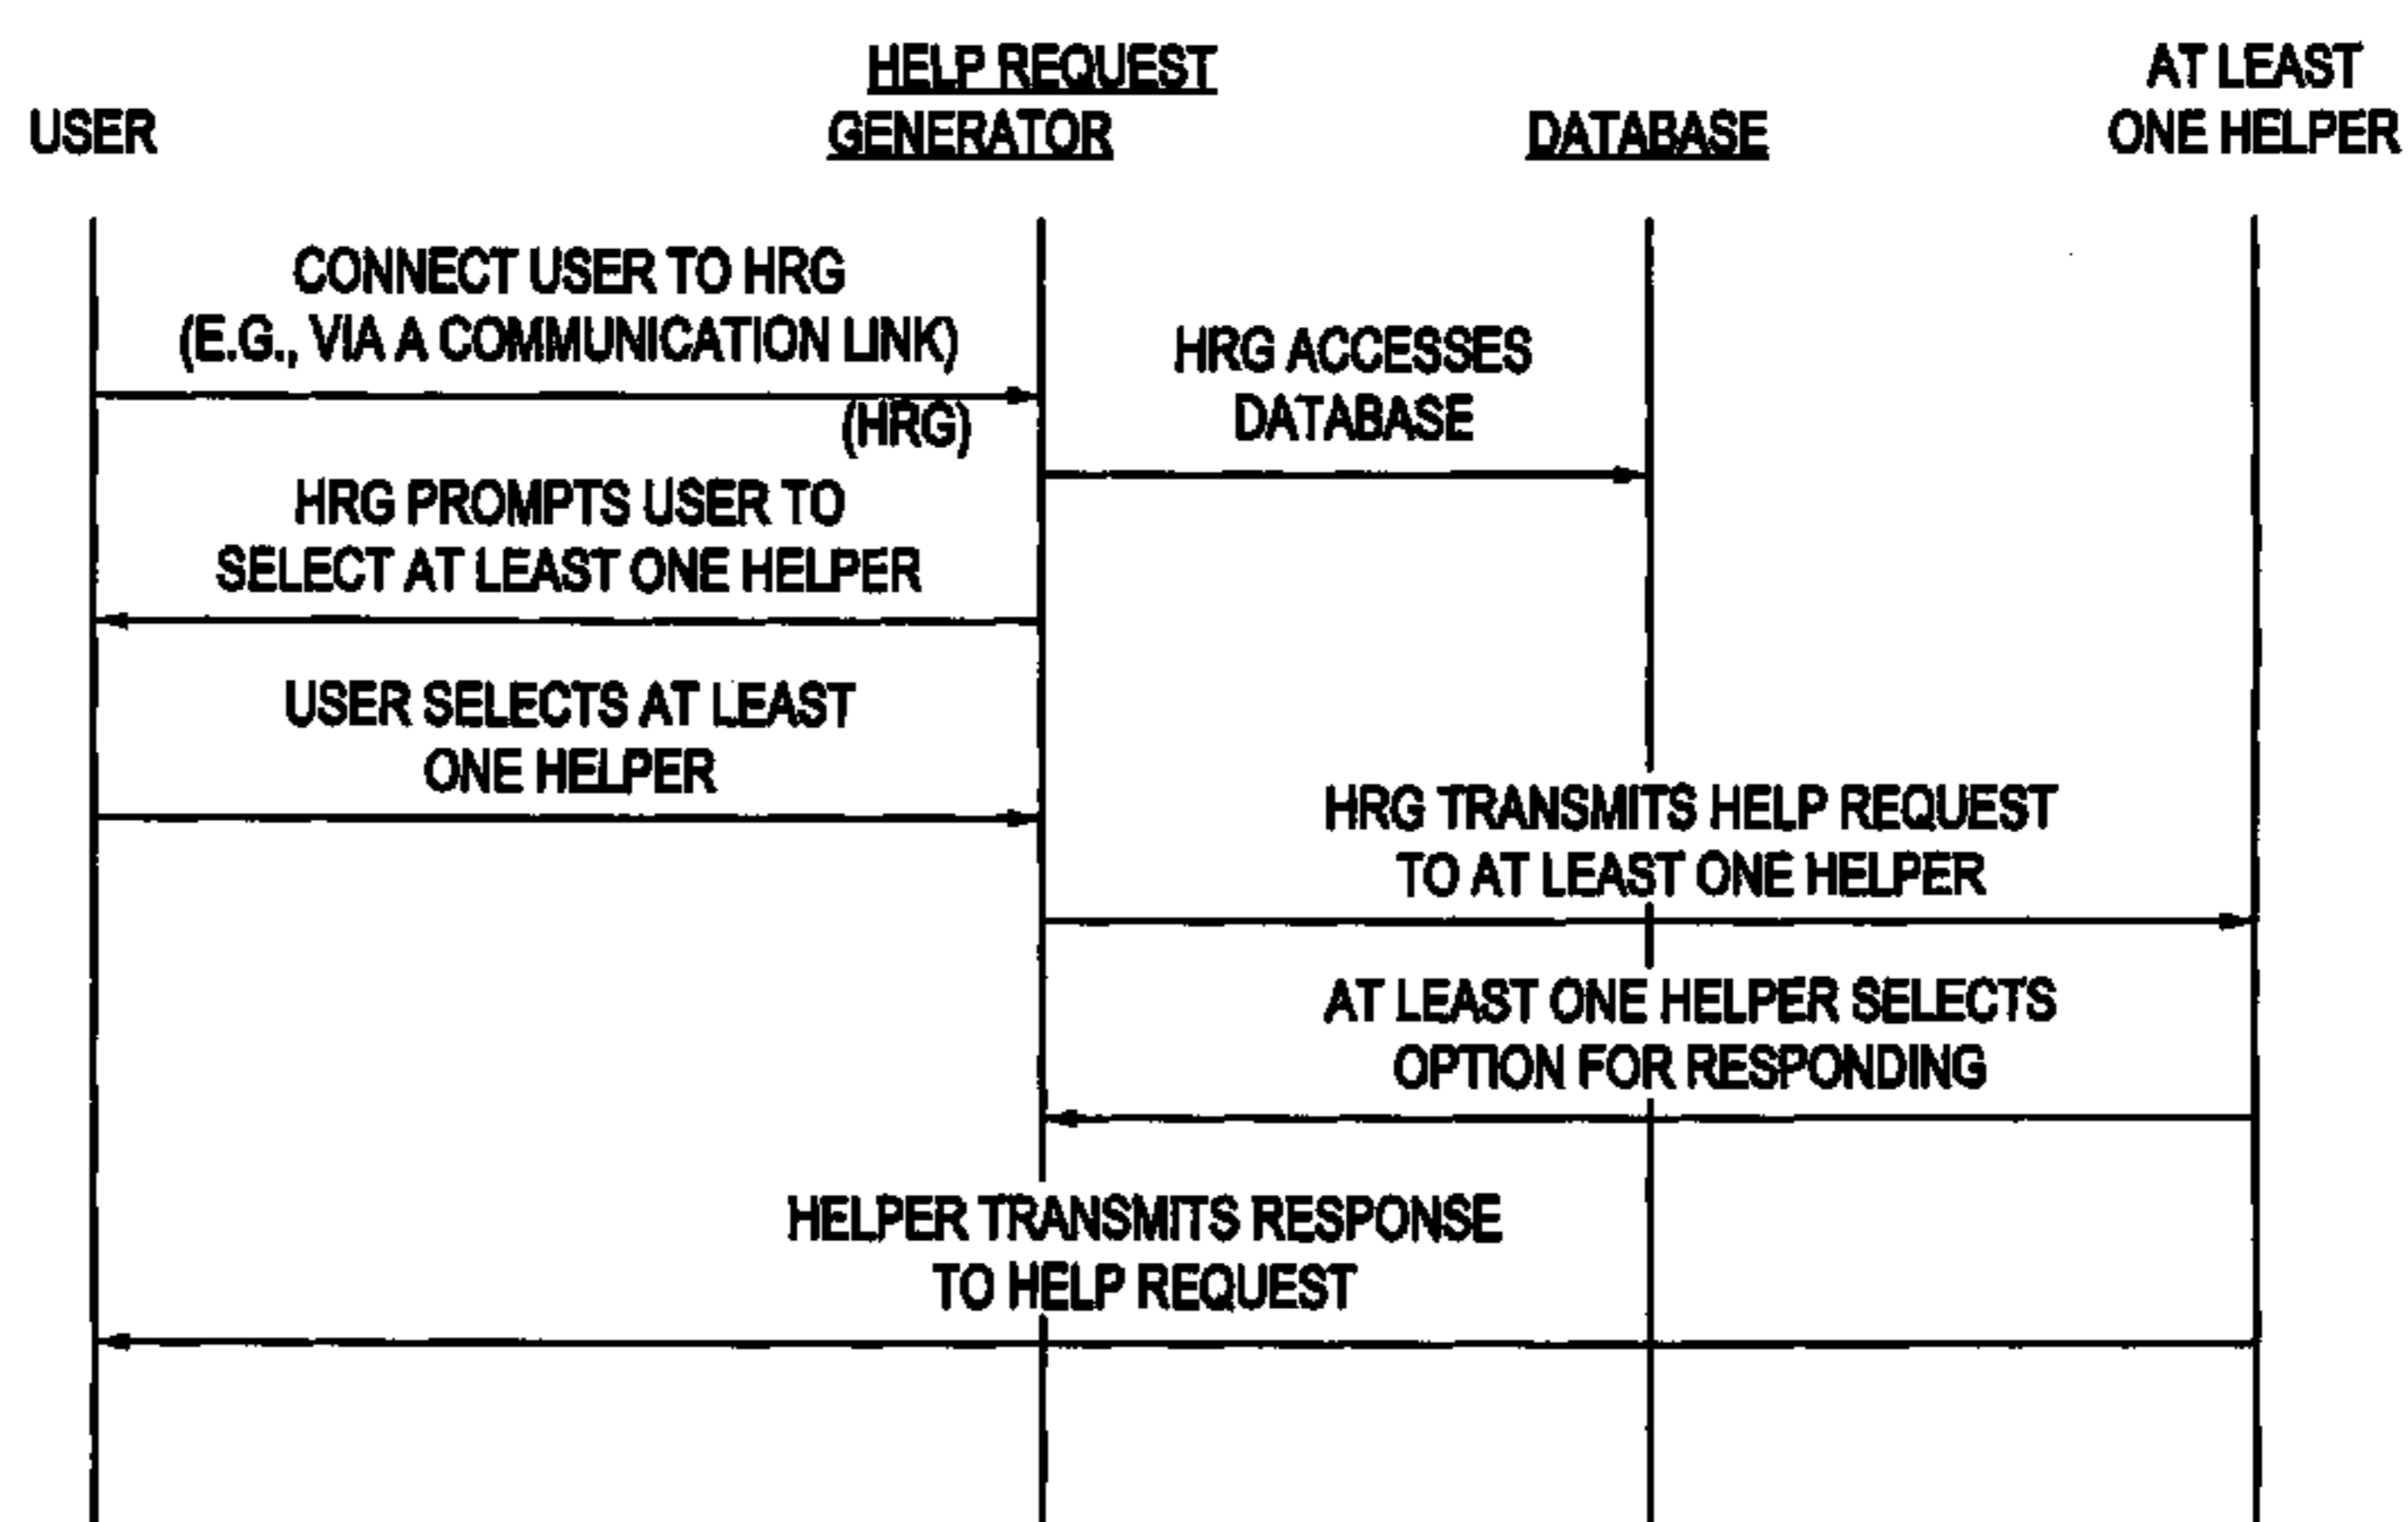 USER
HELP REQUEST
GENERATOR
DATABASE
AT LEAST
ONE HELPER
CONNECT USER TO HRG
(E.G., VIA A COMMUNICATION LINK)
(HRG)
HRG ACCESSES
DATABASE
HRG PROMPTS USER TO
SELECT AT LEAST ONE HELPER
USER SELECTS AT LEAST
ONE HELPER
HRG TRANSMITS HELP REQUEST
TO AT LEAST ONE HELPER
AT LEAST ONE HELPER SELECTS
OPTION FOR RESPONDING
HELPER TRANSMITS RESPONSE
TO HELP REQUEST